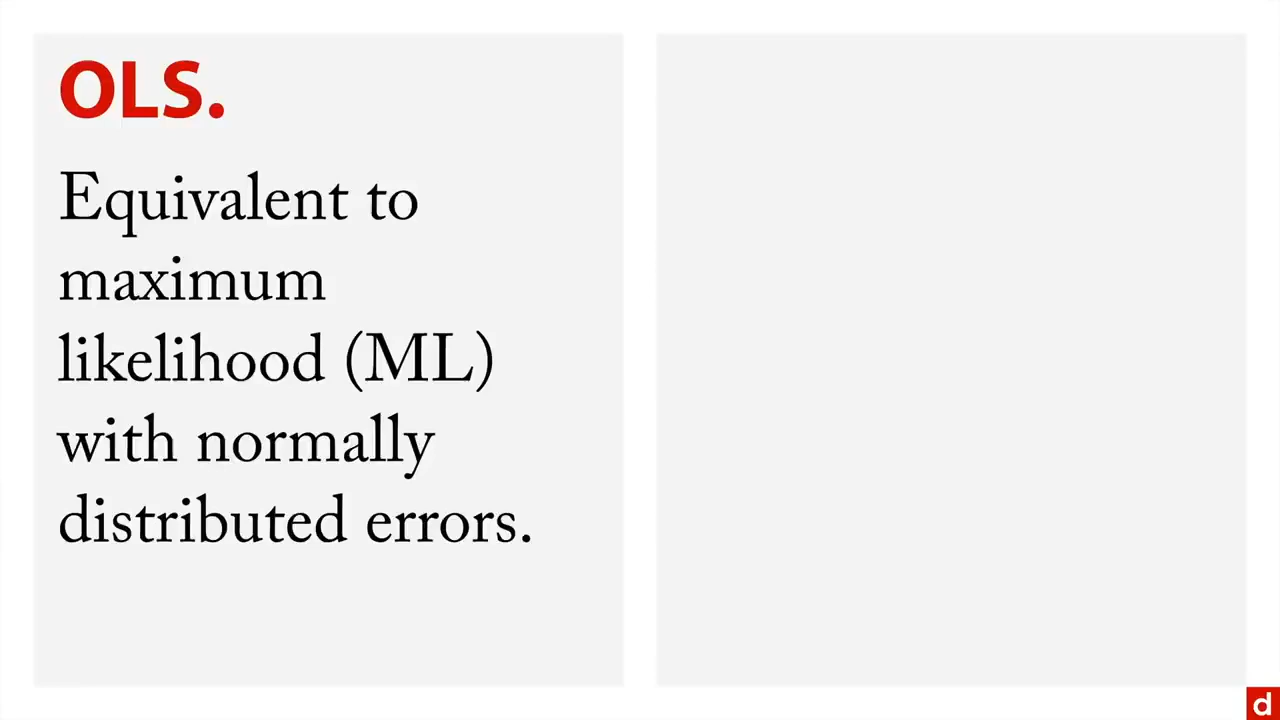 OLS.
Equivalent to
maximum
likelihood (ML)
with normally
distributed errors.
d